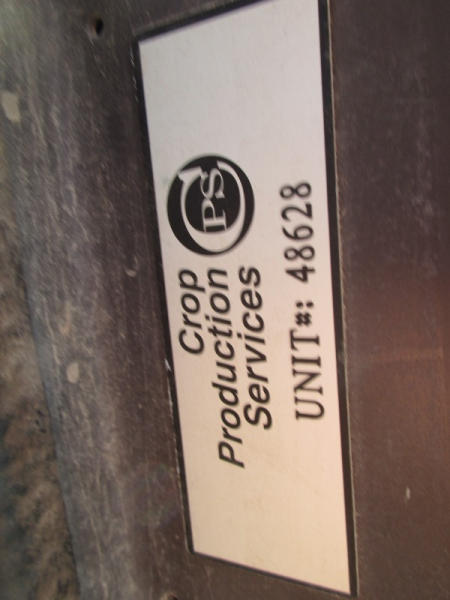 Crop
Production
Services
CPS
UNIT#: 48628